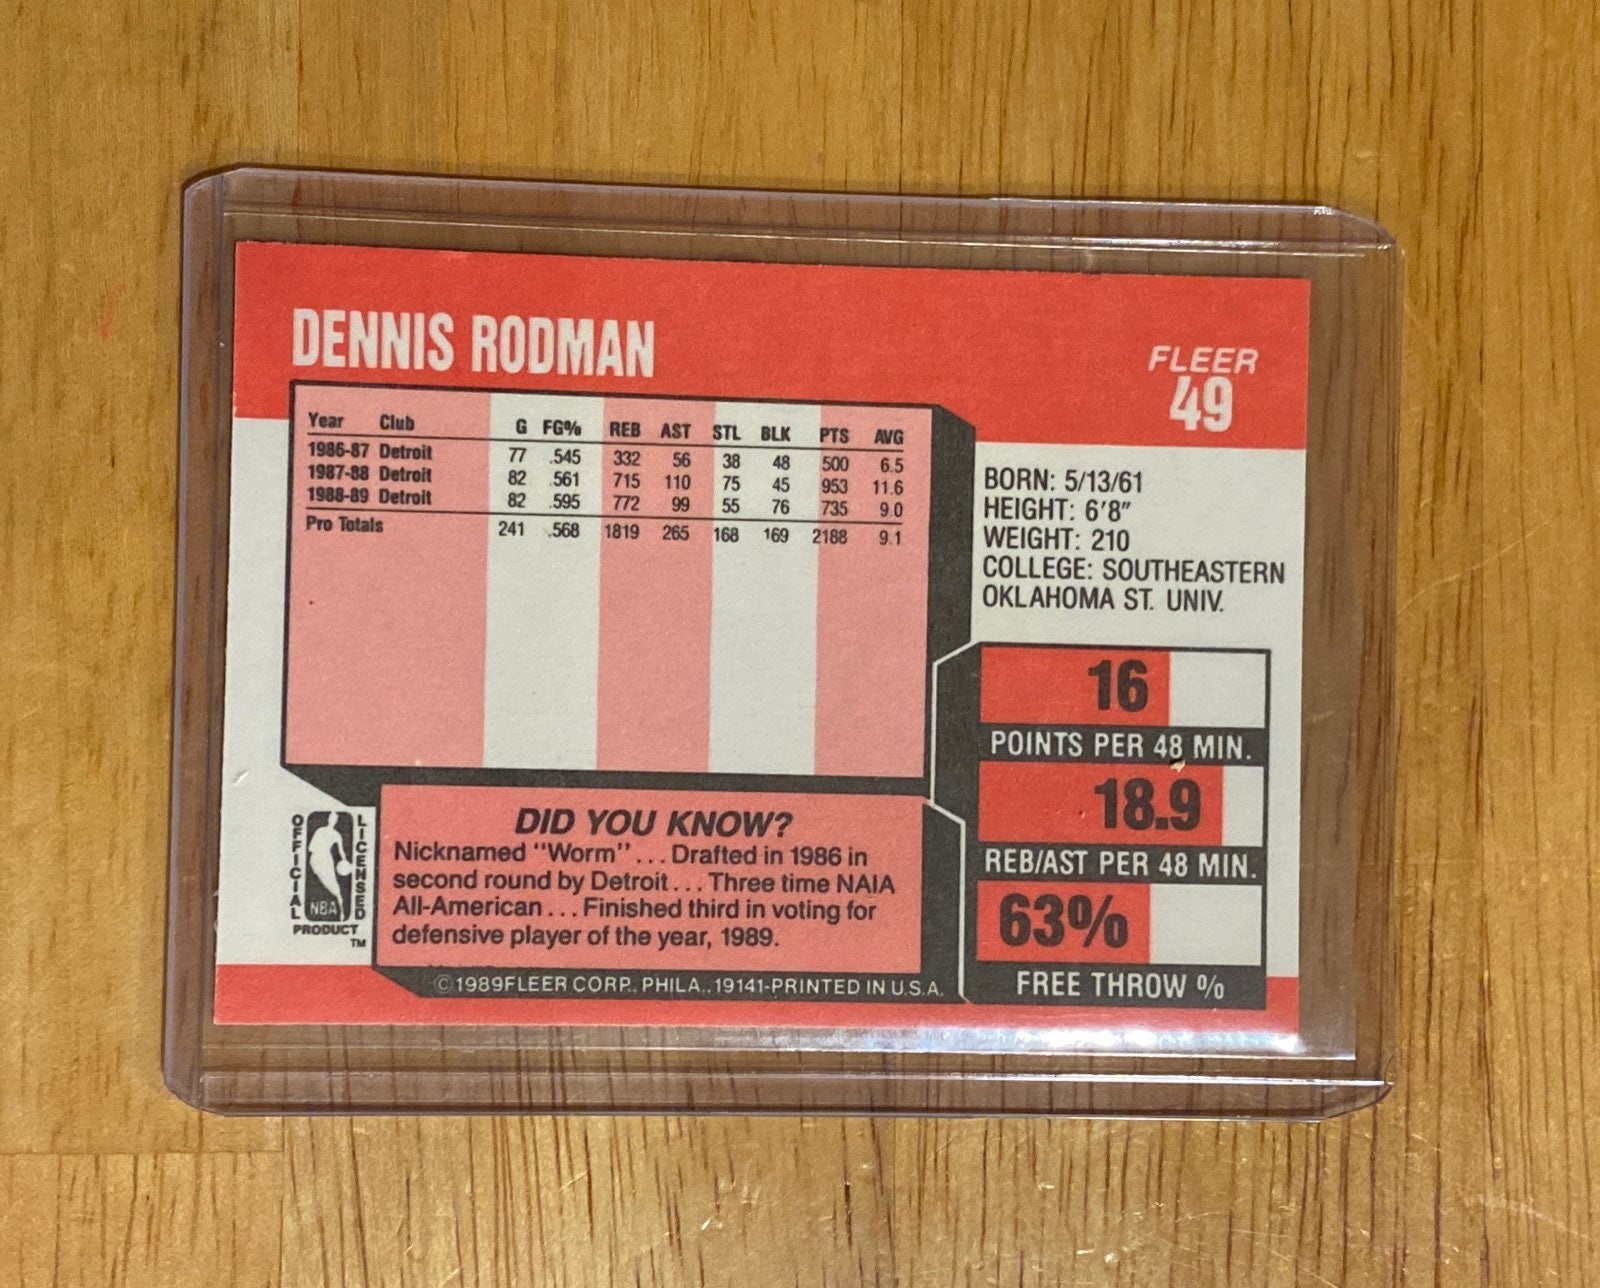 DENNIS RODMAN
FLEER
49
Year Club G FG% REB AST STL BLK PTS AVG
1986-87 Detroit 77 .545 332 56 38 48 500 6.5
1987-88 Detroit 82 .561 715 110 75 45 953 11.6
1988-89 Detroit 82 .595 772 99 55 76 735 9.0
Pro Totals 241 .568 1819 265 168 169 2188 9.1
BORN: 5/13/61
HEIGHT: 6'8"
WEIGHT: 210
COLLEGE: SOUTHEASTERN
OKLAHOMA ST. UNIV.
16
POINTS PER 48 MIN.
18.9
REB/AST PER 48 MIN.
63%
FREE THROW %
OFFICIAL
LICENSED
NBA
PRODUCT
TM
DID YOU KNOW?
Nicknamed "Worm"...Drafted in 1986 in
second round by Detroit...Three time NAIA
All-American...Finished third in voting for
defensive player of the year, 1989.
©1989FLEER CORP., PHILA., 19141-PRINTED IN U.S.A.